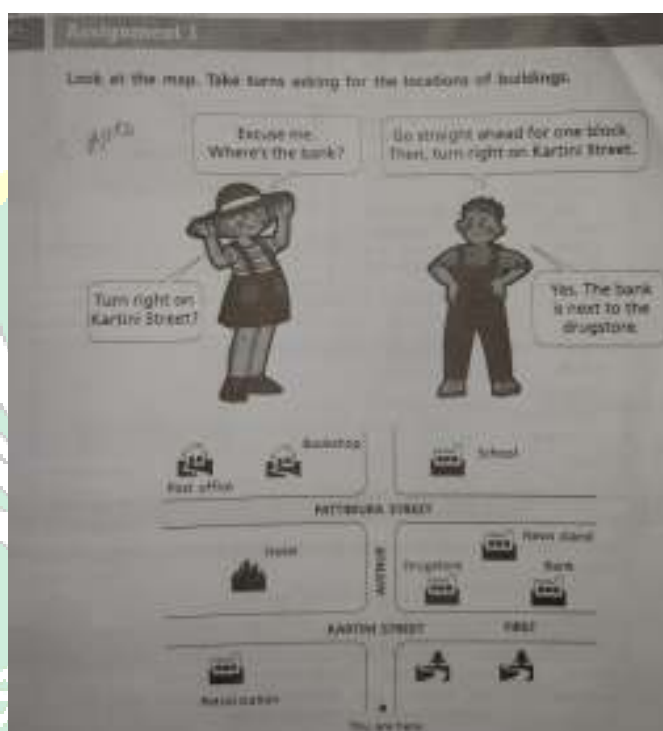 Assignment 1
Look at the map. Take turns asking for the locations of buildings.
Excuse me.
Where's the bank?
Go straight ahead for one block.
Then, turn right on Kartini Street.
Turn right on
Kartini Street?
Yes. The bank
is next to the
drugstore.
Bookshop
School
Post office
PATTIMURA STREET
News stand
Hotel
Drugstore
Bank
AVENUE
KARTINI STREET
FIRST
You are here